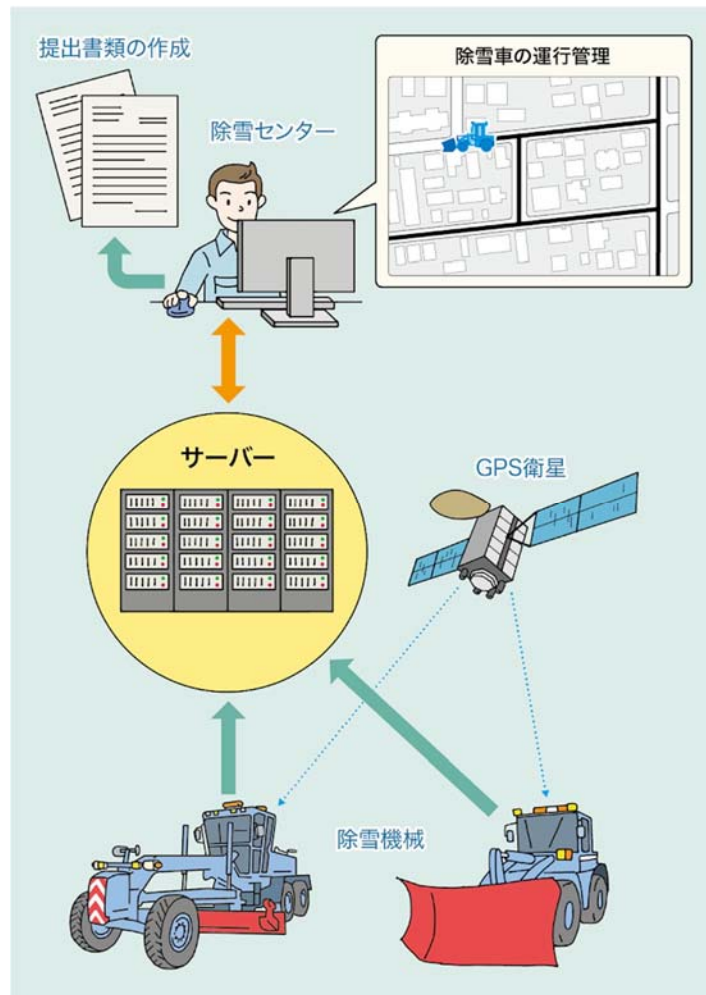 提出書類の作成
除雪車の運行管理
除雪センター
サーバー
GPS衛星
除雪機械